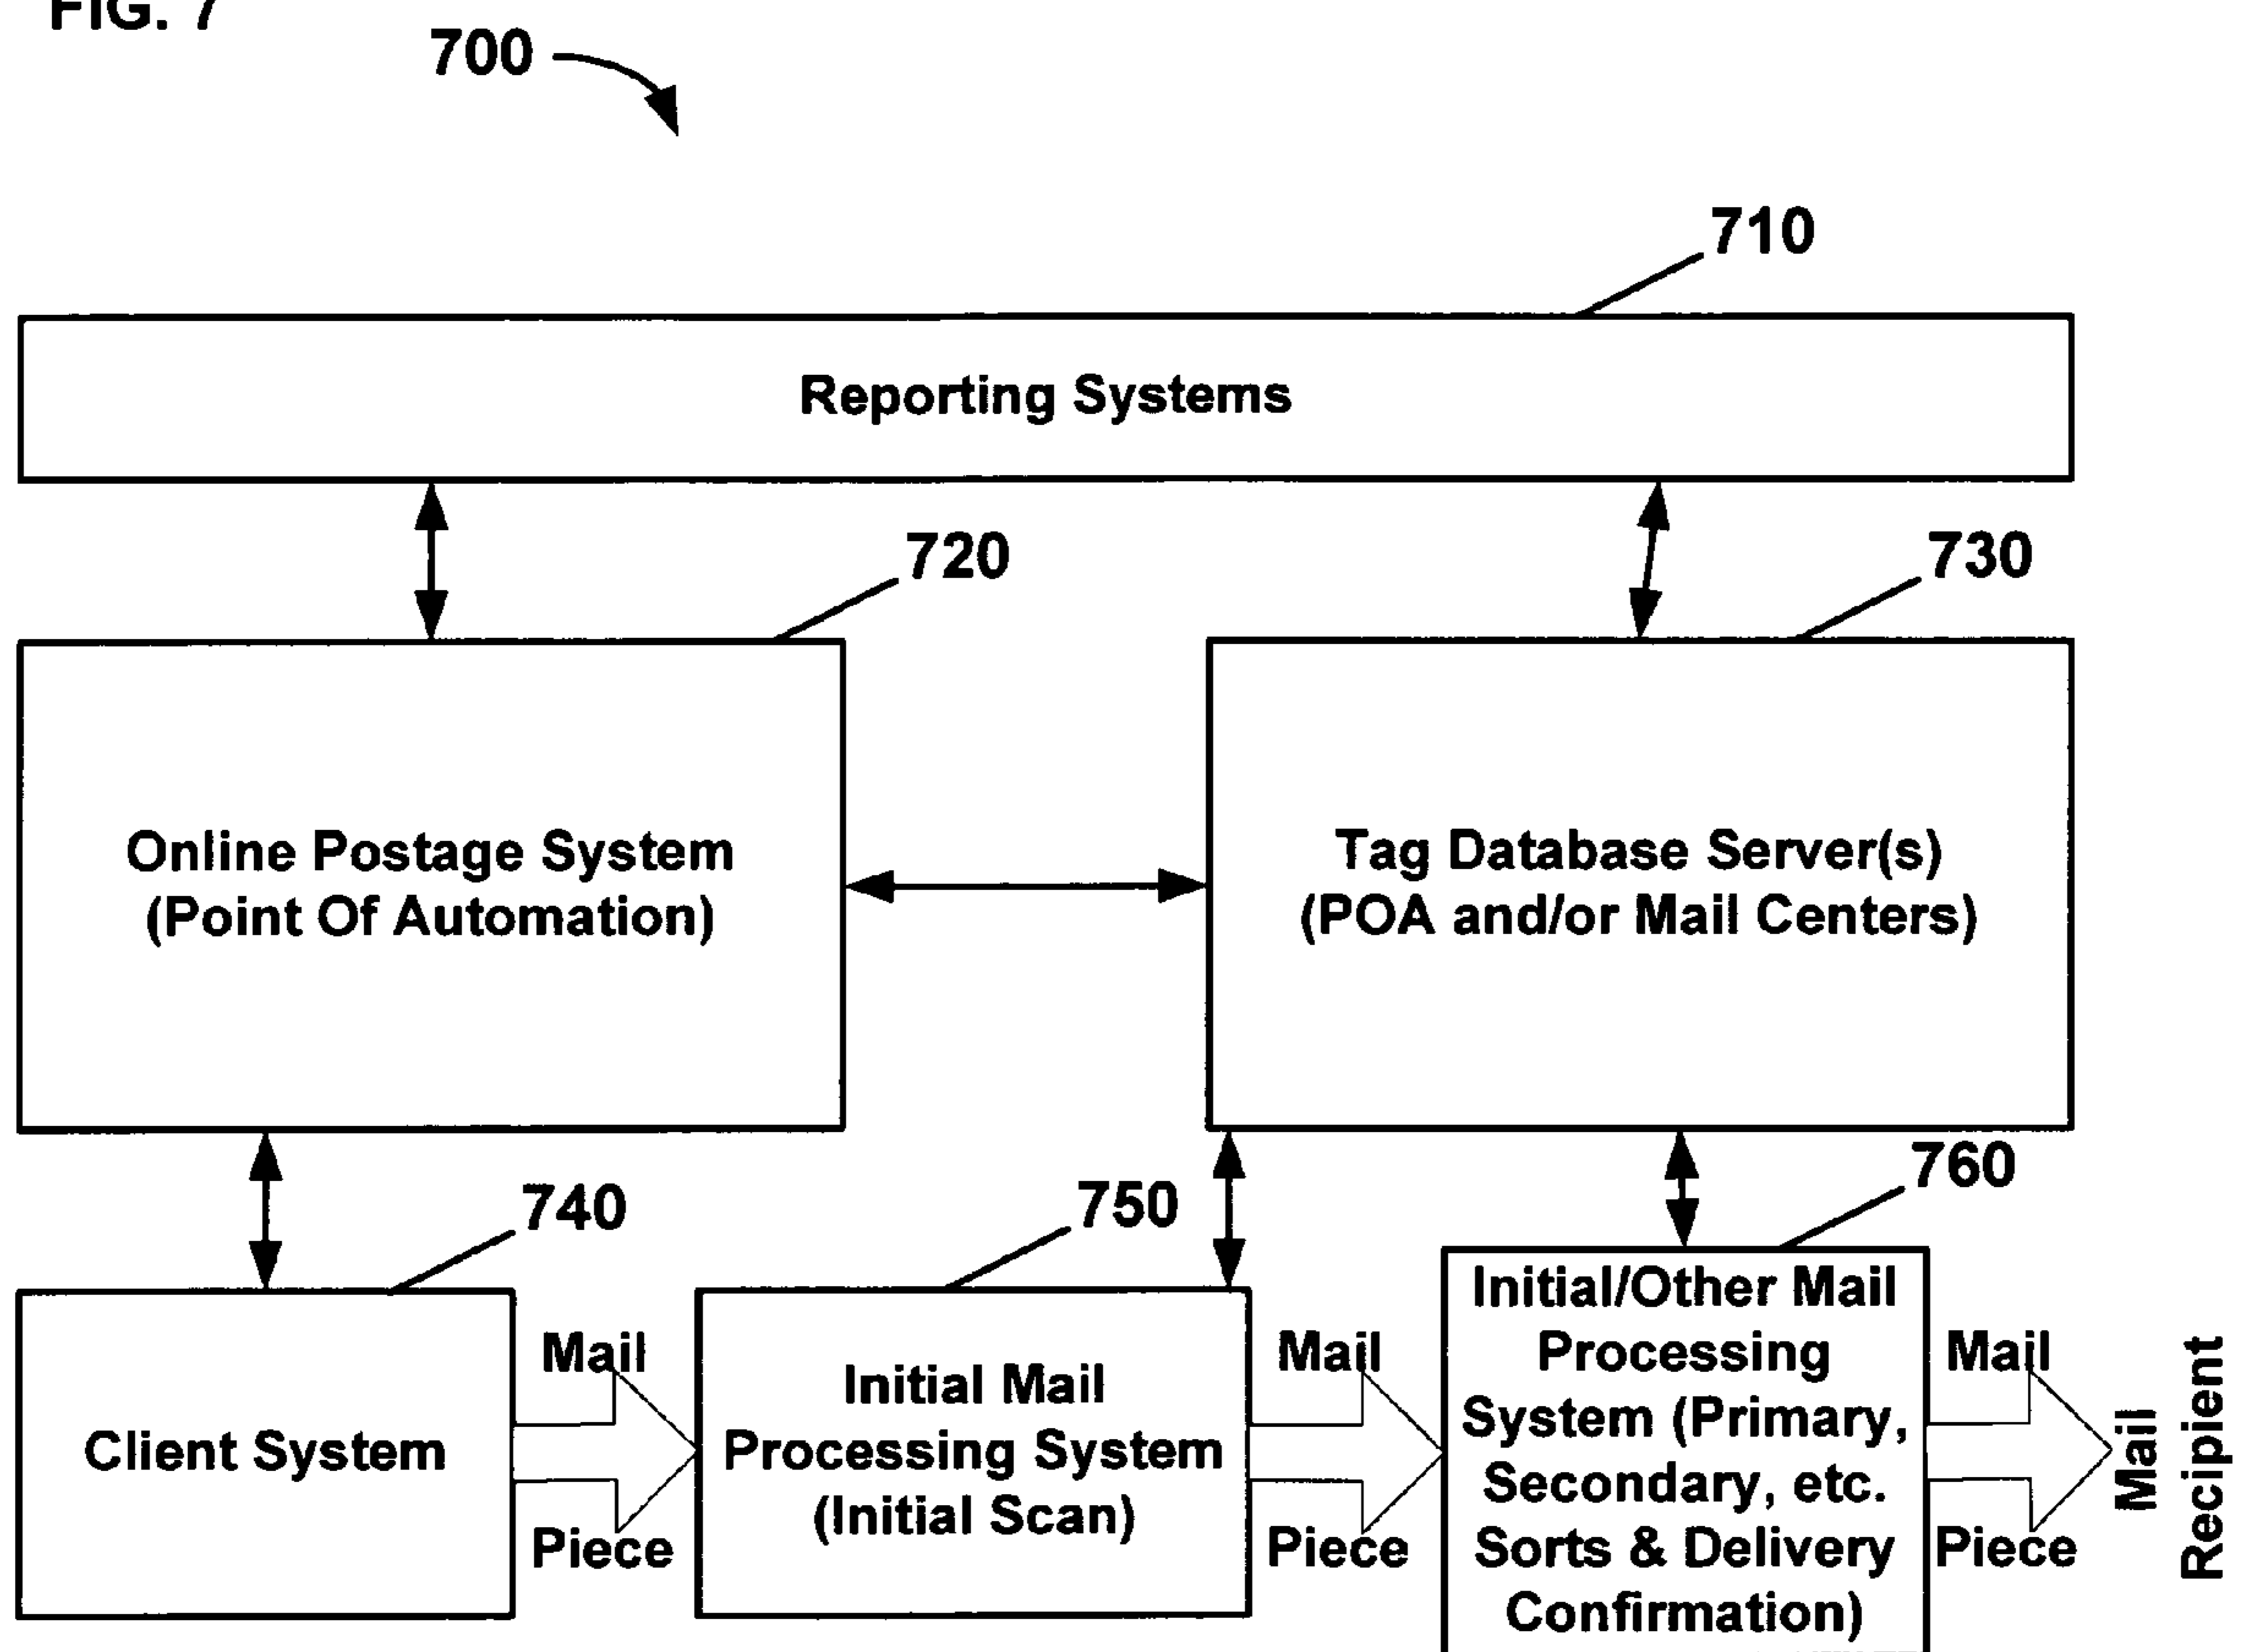 FIG. 7
700
710
Reporting Systems
720
730
Online Postage System
(Point Of Automation)
Tag Database Server(s)
(POA and/or Mail Centers)
740
750
760
Client System
Mail
Piece
Initial Mail
Processing System
(Initial Scan)
Mail
Piece
Initial/Other Mail
Processing
System (Primary,
Secondary, etc.
Sorts & Delivery
Confirmation)
Mail
Piece
Mail
Recipient